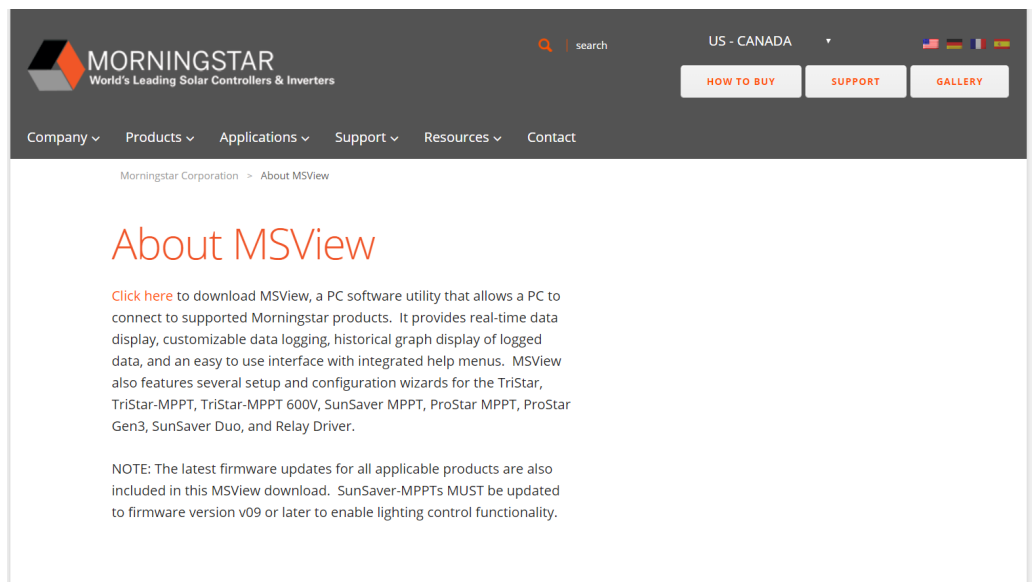 MORNINGSTAR
World's Leading Solar Controllers & Inverters
search
US - CANADA
HOW TO BUY
SUPPORT
GALLERY
Company
Products
Applications
Support
Resources
Contact
Morningstar Corporation > About MSView
About MSView
Click here to download MSView, a PC software utility that allows a PC to
connect to supported Morningstar products.  It provides real-time data
display, customizable data logging, historical graph display of logged
data, and an easy to use interface with integrated help menus.  MSView
also features several setup and configuration wizards for the TriStar,
TriStar-MPPT, TriStar-MPPT 600V, SunSaver MPPT, ProStar MPPT, ProStar
Gen3, SunSaver Duo, and Relay Driver.
NOTE: The latest firmware updates for all applicable products are also
included in this MSView download.  SunSaver-MPPTs MUST be updated
to firmware version v09 or later to enable lighting control functionality.